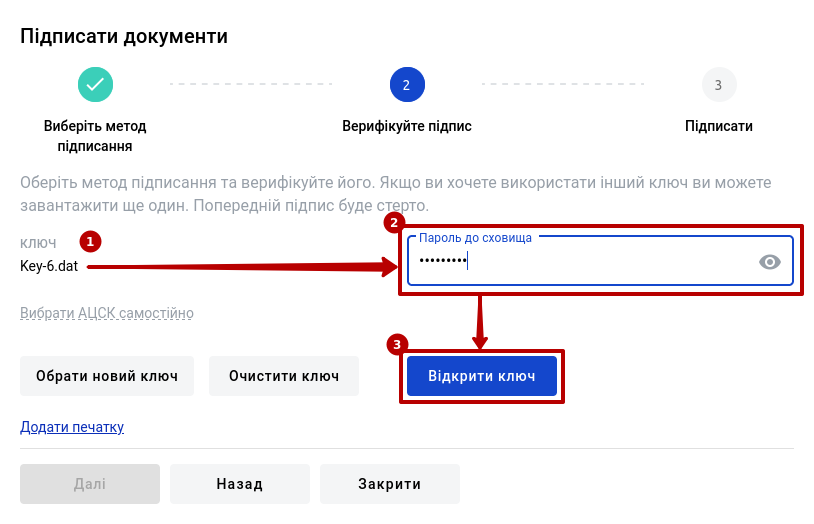 Підписати документи
2
3
Виберіть метод
підписання
Верифікуйте підпис
Підписати
Оберіть метод підписання та верифікуйте його. Якщо ви хочете використати інший ключ ви можете
завантажити ще один. Попередній підпис буде стерто.
2
ключ
1
Пароль до сховища
Key-6.dat
•••••••••
Вибрати АЦСК самостійно
3
Обрати новий ключ
Очистити ключ
Відкрити ключ
Додати печатку
Далі
Назад
Закрити